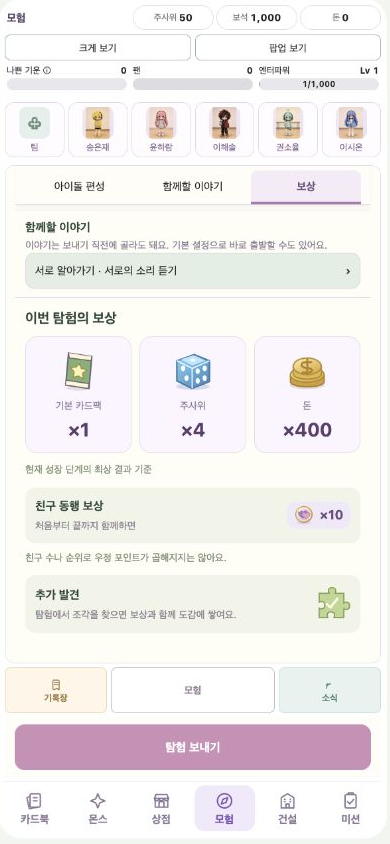 모험
주사위 50
보석 1,000
돈 0
크게 보기
팝업 보기
나쁜 기운 ⓘ 0
팬 0
엔터파워 Lv 1
1/1,000
팀
송은재
윤하람
이해솔
권소율
이시온
아이돌 편성
함께할 이야기
보상
함께할 이야기
이야기는 보내기 직전에 골라도 돼요. 기본 설정으로 바로 출발할 수도 있어요.
서로 알아가기 · 서로의 소리 듣기 ›
이번 탐험의 보상
기본 카드팩
×1
주사위
×4
돈
×400
현재 성장 단계의 최상 결과 기준
친구 동행 보상
처음부터 끝까지 함께하면
×10
친구 수나 순위로 우정 포인트가 곱해지지는 않아요.
추가 발견
탐험에서 조각을 찾으면 보상과 함께 도감에 쌓여요.
기록장
모험
소식
탐험 보내기
카드북
몬스
상점
모험
건설
미션